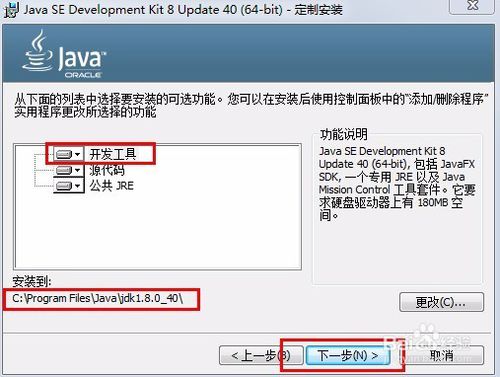 Java SE Development Kit 8 Update 40 (64-bit) - 定制安装
Java
ORACLE
从下面的列表中选择要安装的可选功能。您可以在安装后使用控制面板中的“添加/删除程序”
实用程序更改所选择的功能
开发工具
源代码
公共 JRE
功能说明
Java SE Development Kit 8
Update 40 (64-bit), 包括 JavaFX
SDK, 一个专用 JRE 以及 Java
Mission Control 工具套件。它要
求硬盘驱动器上有 180MB 空
间。
安装到:
C:\Program Files\Java\jdk1.8.0_40\
更改(C)...
< 上一步(B)
下一步(N) >
取消
Baidu 经验